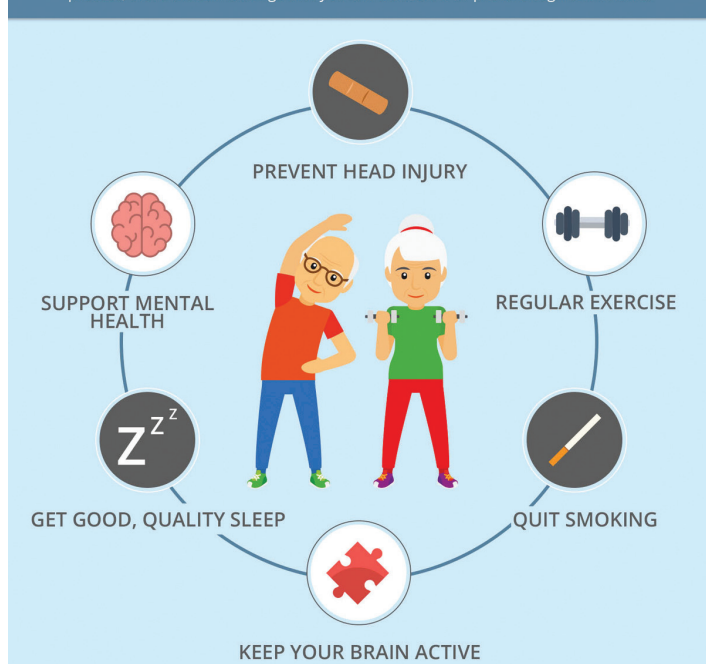 PREVENT HEAD INJURY
SUPPORT MENTAL
HEALTH
REGULAR EXERCISE
z z z
GET GOOD, QUALITY SLEEP
QUIT SMOKING
KEEP YOUR BRAIN ACTIVE